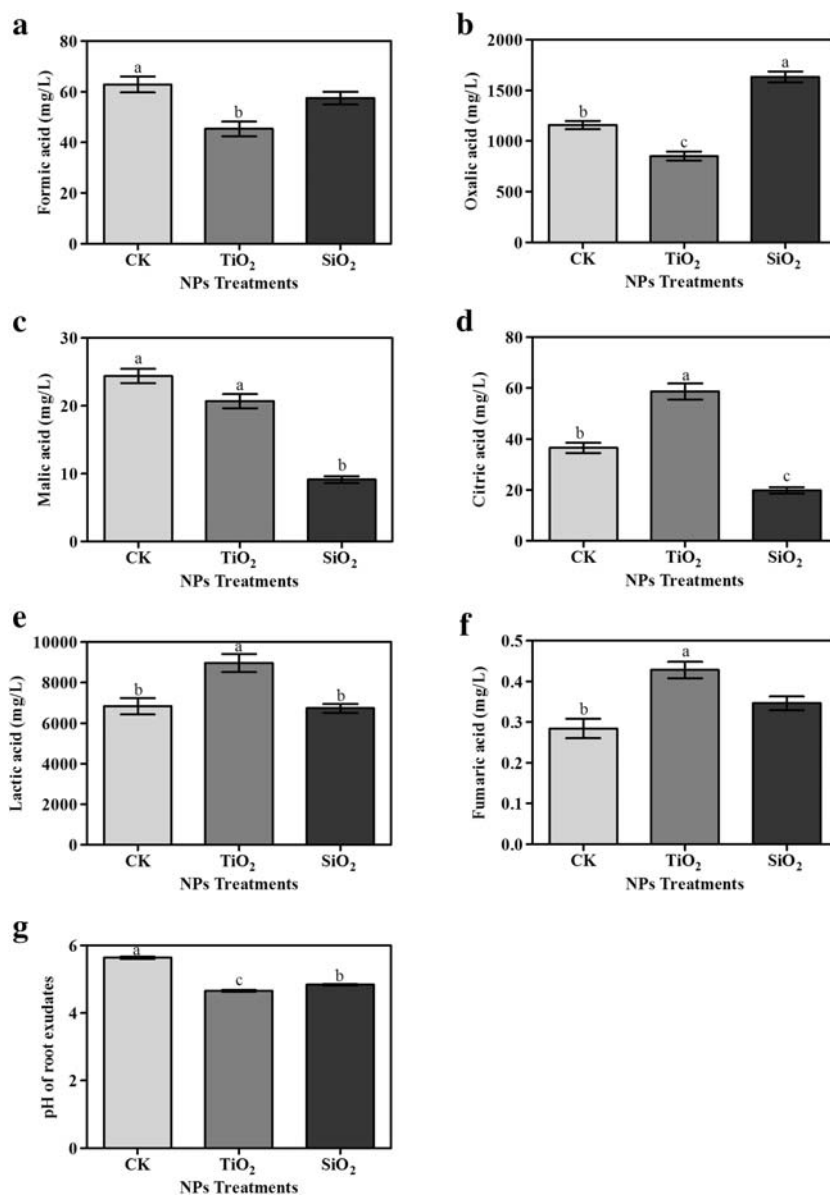 a
Formic acid (mg/L)
80
60
40
20
0
a
b
CK
TiO₂
SiO₂
NPs Treatments
b
Oxalic acid (mg/L)
2000
1500
1000
500
0
b
c
a
CK
TiO₂
SiO₂
NPs Treatments
c
Malic acid (mg/L)
30
20
10
0
a
a
b
CK
TiO₂
SiO₂
NPs Treatments
d
Citric acid (mg/L)
80
60
40
20
0
b
a
c
CK
TiO₂
SiO₂
NPs Treatments
e
Lactic acid (mg/L)
10000
8000
6000
4000
2000
0
b
a
b
CK
TiO₂
SiO₂
NPs Treatments
f
Fumaric acid (mg/L)
0.5
0.4
0.3
0.2
0.1
0.0
b
a
CK
TiO₂
SiO₂
NPs Treatments
g
pH of root exudates
6
4
2
0
a
c
b
CK
TiO₂
SiO₂
NPs Treatments